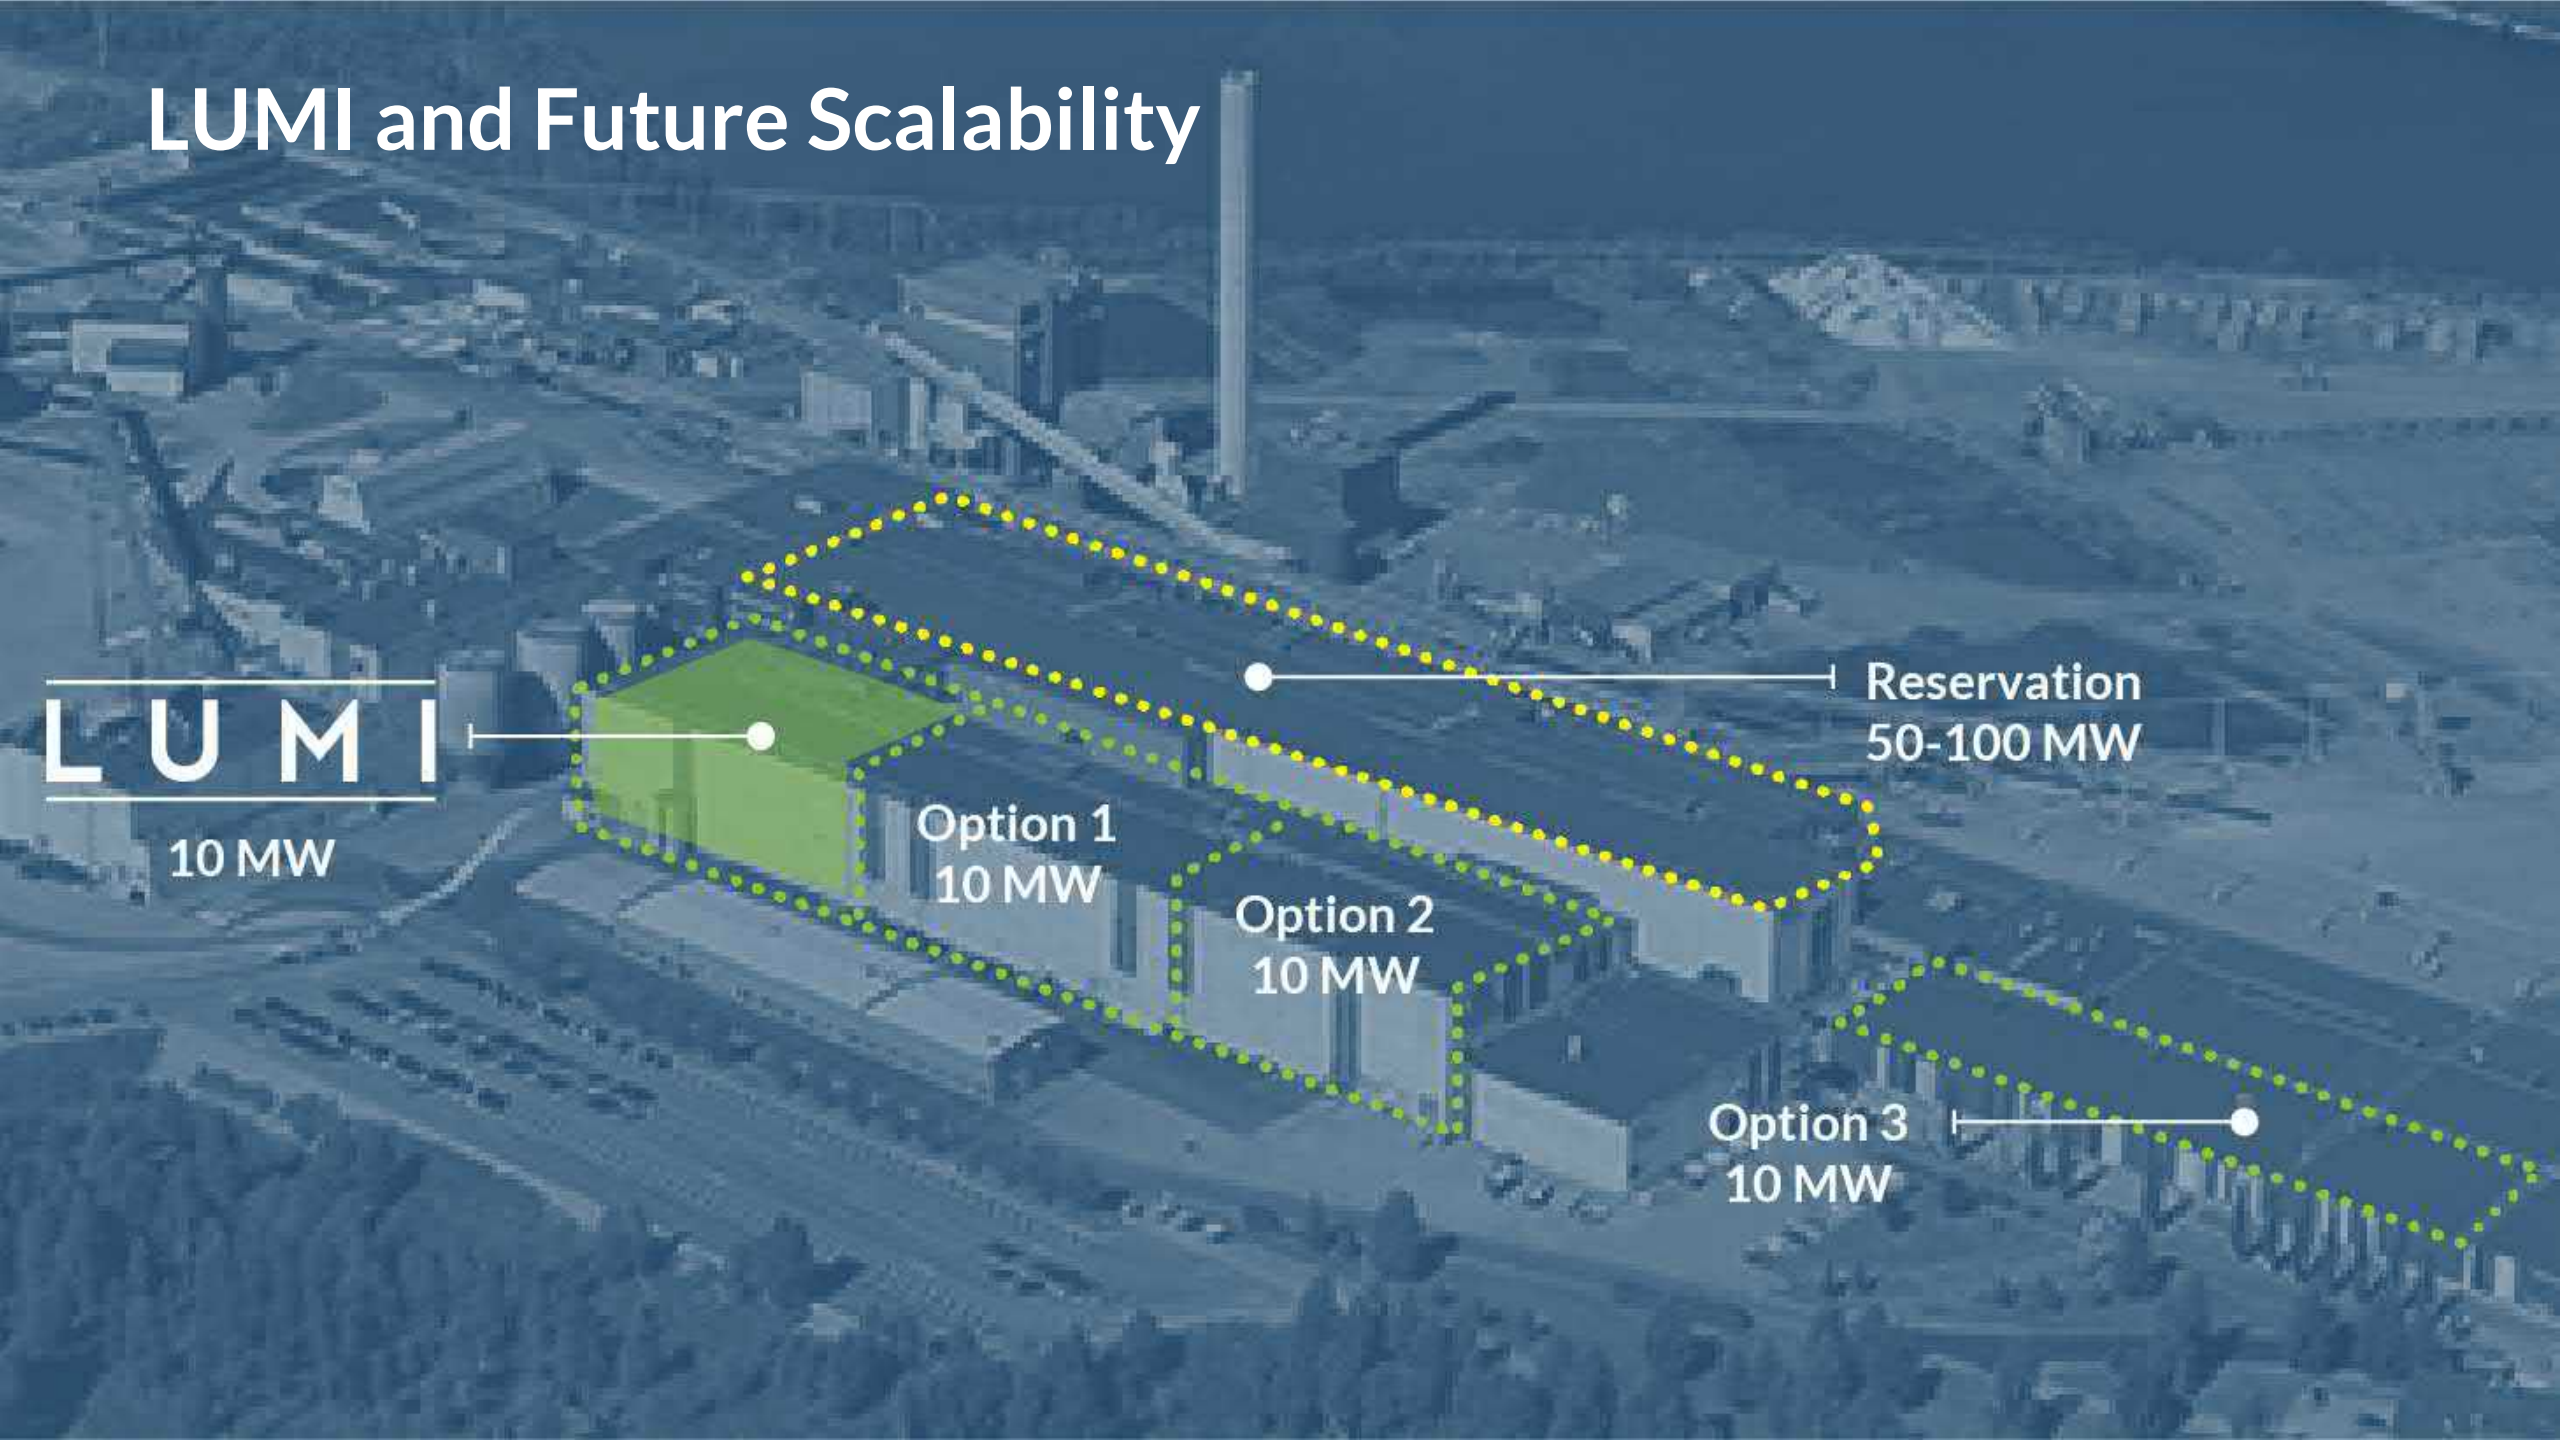 LUMI and Future Scalability
Reservation
50-100 MW
LUMI
10 MW
Option 1
10 MW
Option 2
10 MW
Option 3
10 MW